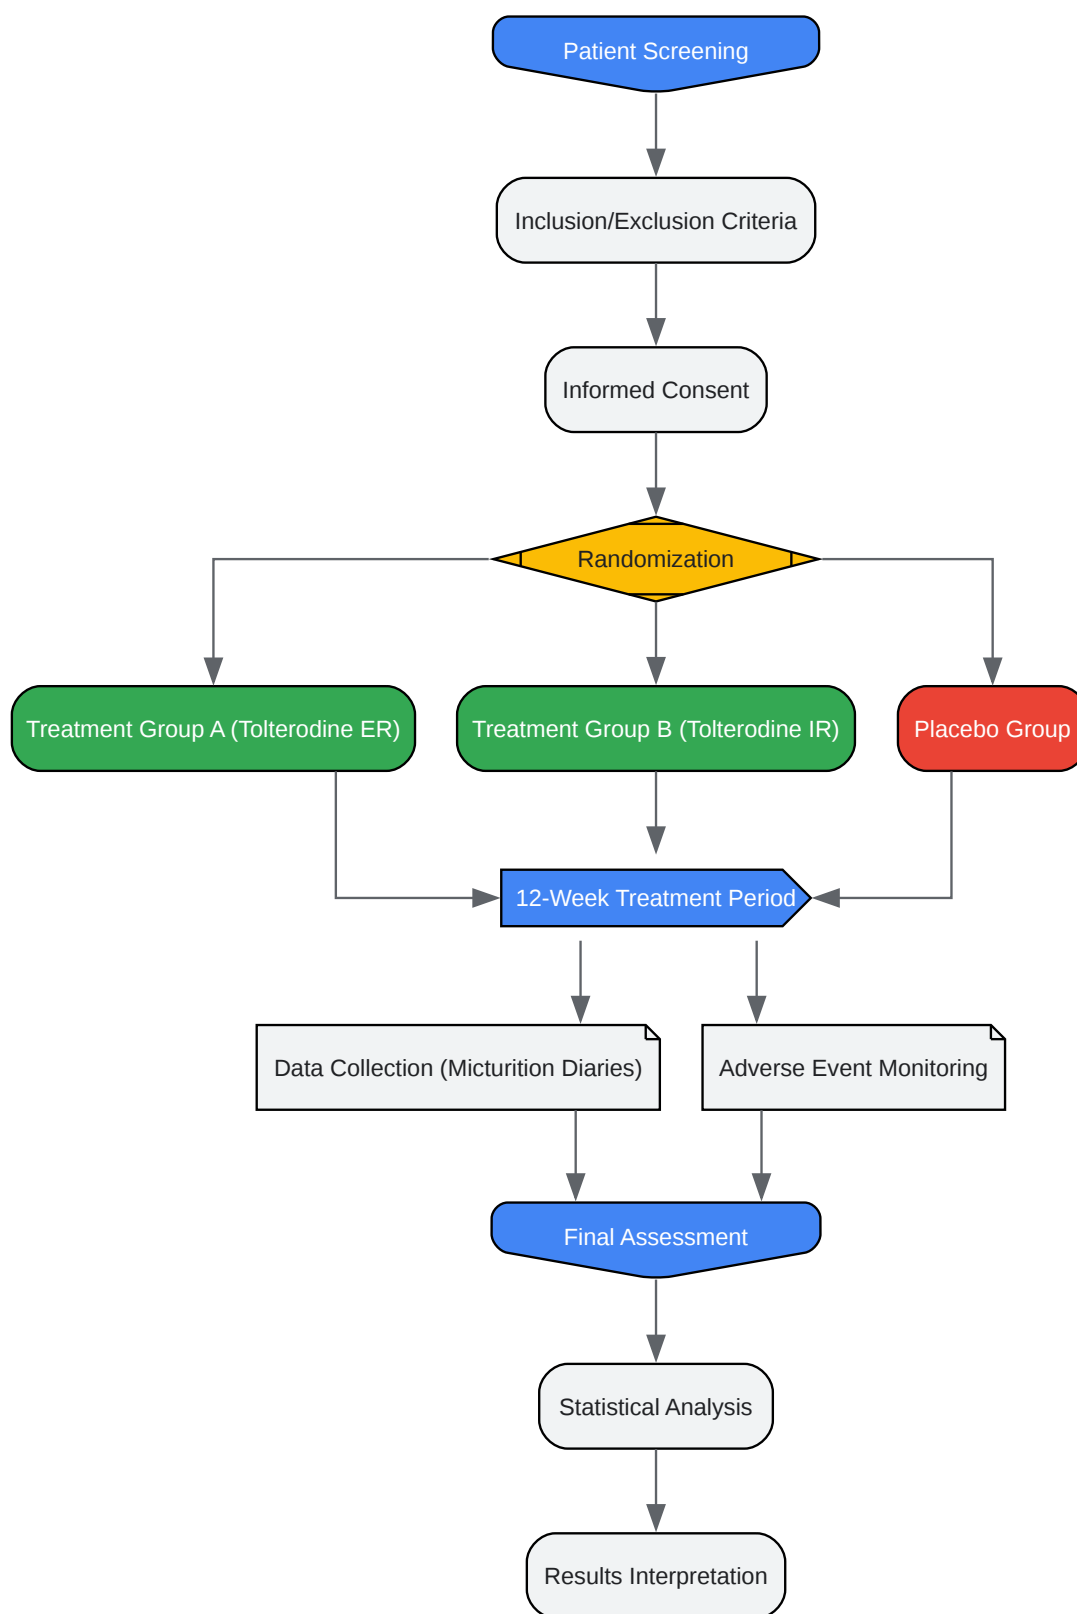 Patient Screening
Inclusion/Exclusion Criteria
Informed Consent
Randomization
Treatment Group A (Tolterodine ER)
Treatment Group B (Tolterodine IR)
Placebo Group
12-Week Treatment Period
Data Collection (Micturition Diaries)
Adverse Event Monitoring
Final Assessment
Statistical Analysis
Results Interpretation